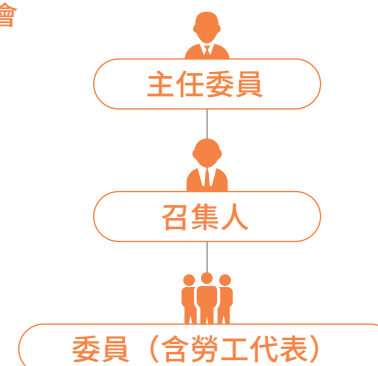 會
主任委員
召集人
委員（含勞工代表）